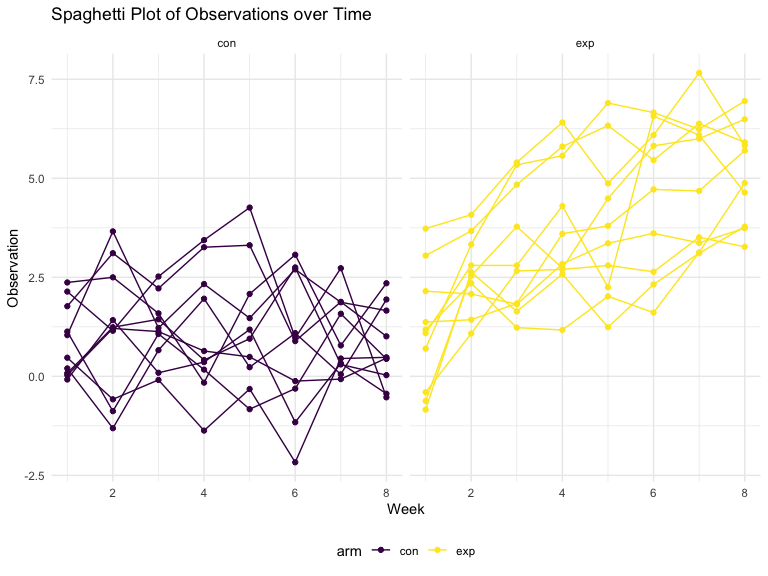 Spaghetti Plot of Observations over Time
con exp
7.5
5.0
2.5
0.0
-2.5
Observation
2 4 6 8 2 4 6 8
Week
arm con exp